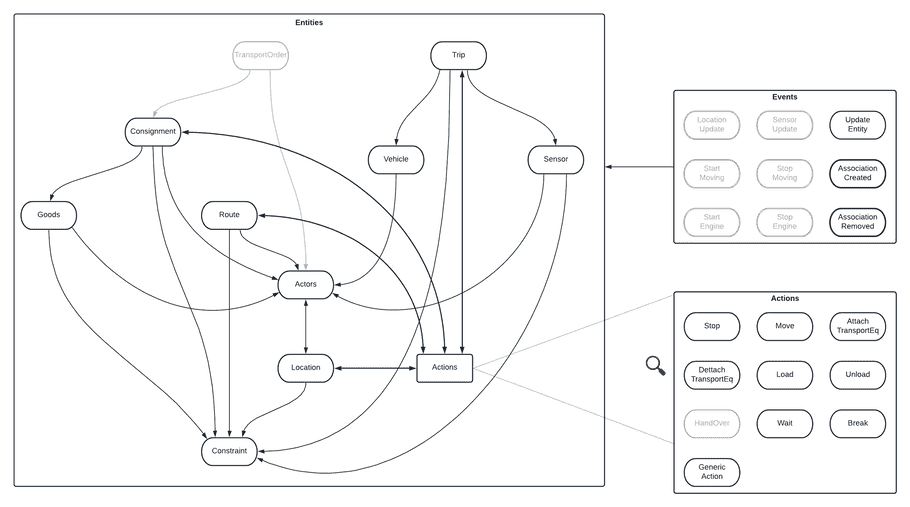 Entities
TransportOrder
Trip
Consignment
Vehicle
Sensor
Goods
Route
Actors
Location
Actions
Constraint
Events
Location
Update
Sensor
Update
Update
Entity
Start
Moving
Stop
Moving
Association
Created
Start
Engine
Stop
Engine
Association
Removed
Actions
Stop
Move
Attach
TransportEq
Dettach
TransportEq
Load
Unload
HandOver
Wait
Break
Generic
Action